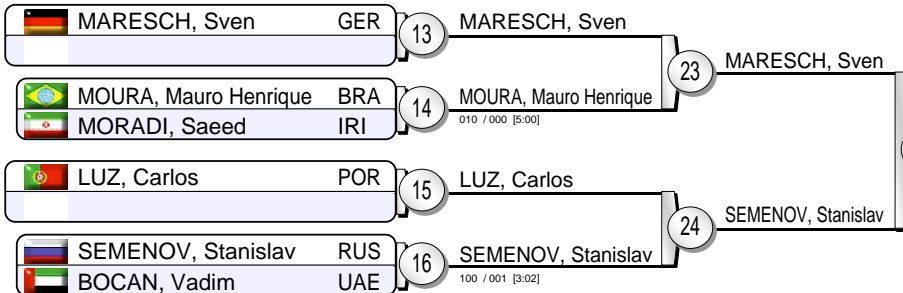 MARESCH, Sven GER
13
MARESCH, Sven
23
MARESCH, Sven
MOURA, Mauro Henrique BRA
MORADI, Saeed IRI
14
MOURA, Mauro Henrique
010 / 000 [5:00]
LUZ, Carlos POR
15
LUZ, Carlos
24
SEMENOV, Stanislav
SEMENOV, Stanislav RUS
BOCAN, Vadim UAE
16
SEMENOV, Stanislav
100 / 001 [3:02]